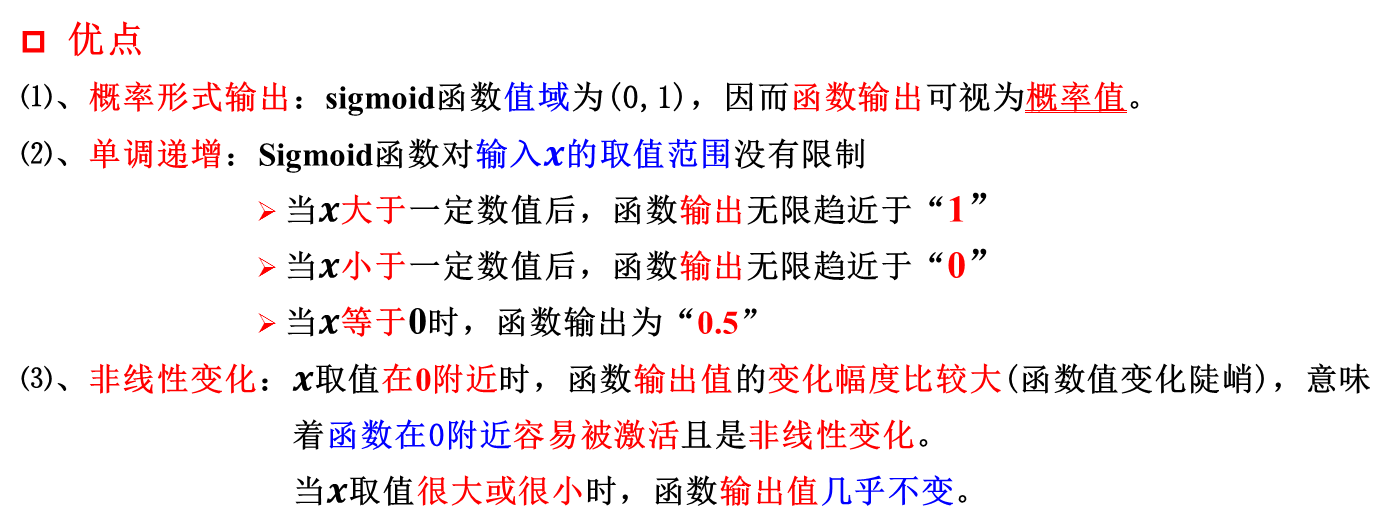 优点
⑴、概率形式输出：sigmoid函数值域为(0,1)，因而函数输出可视为概率值。
⑵、单调递增：Sigmoid函数对输入x的取值范围没有限制
➢ 当x大于一定数值后，函数输出无限趋近于“1”
➢ 当x小于一定数值后，函数输出无限趋近于“0”
➢ 当x等于0时，函数输出为“0.5”
⑶、非线性变化：x取值在0附近时，函数输出值的变化幅度比较大(函数值变化陡峭)，意味
着函数在0附近容易被激活且是非线性变化。
当x取值很大或很小时，函数输出值几乎不变。